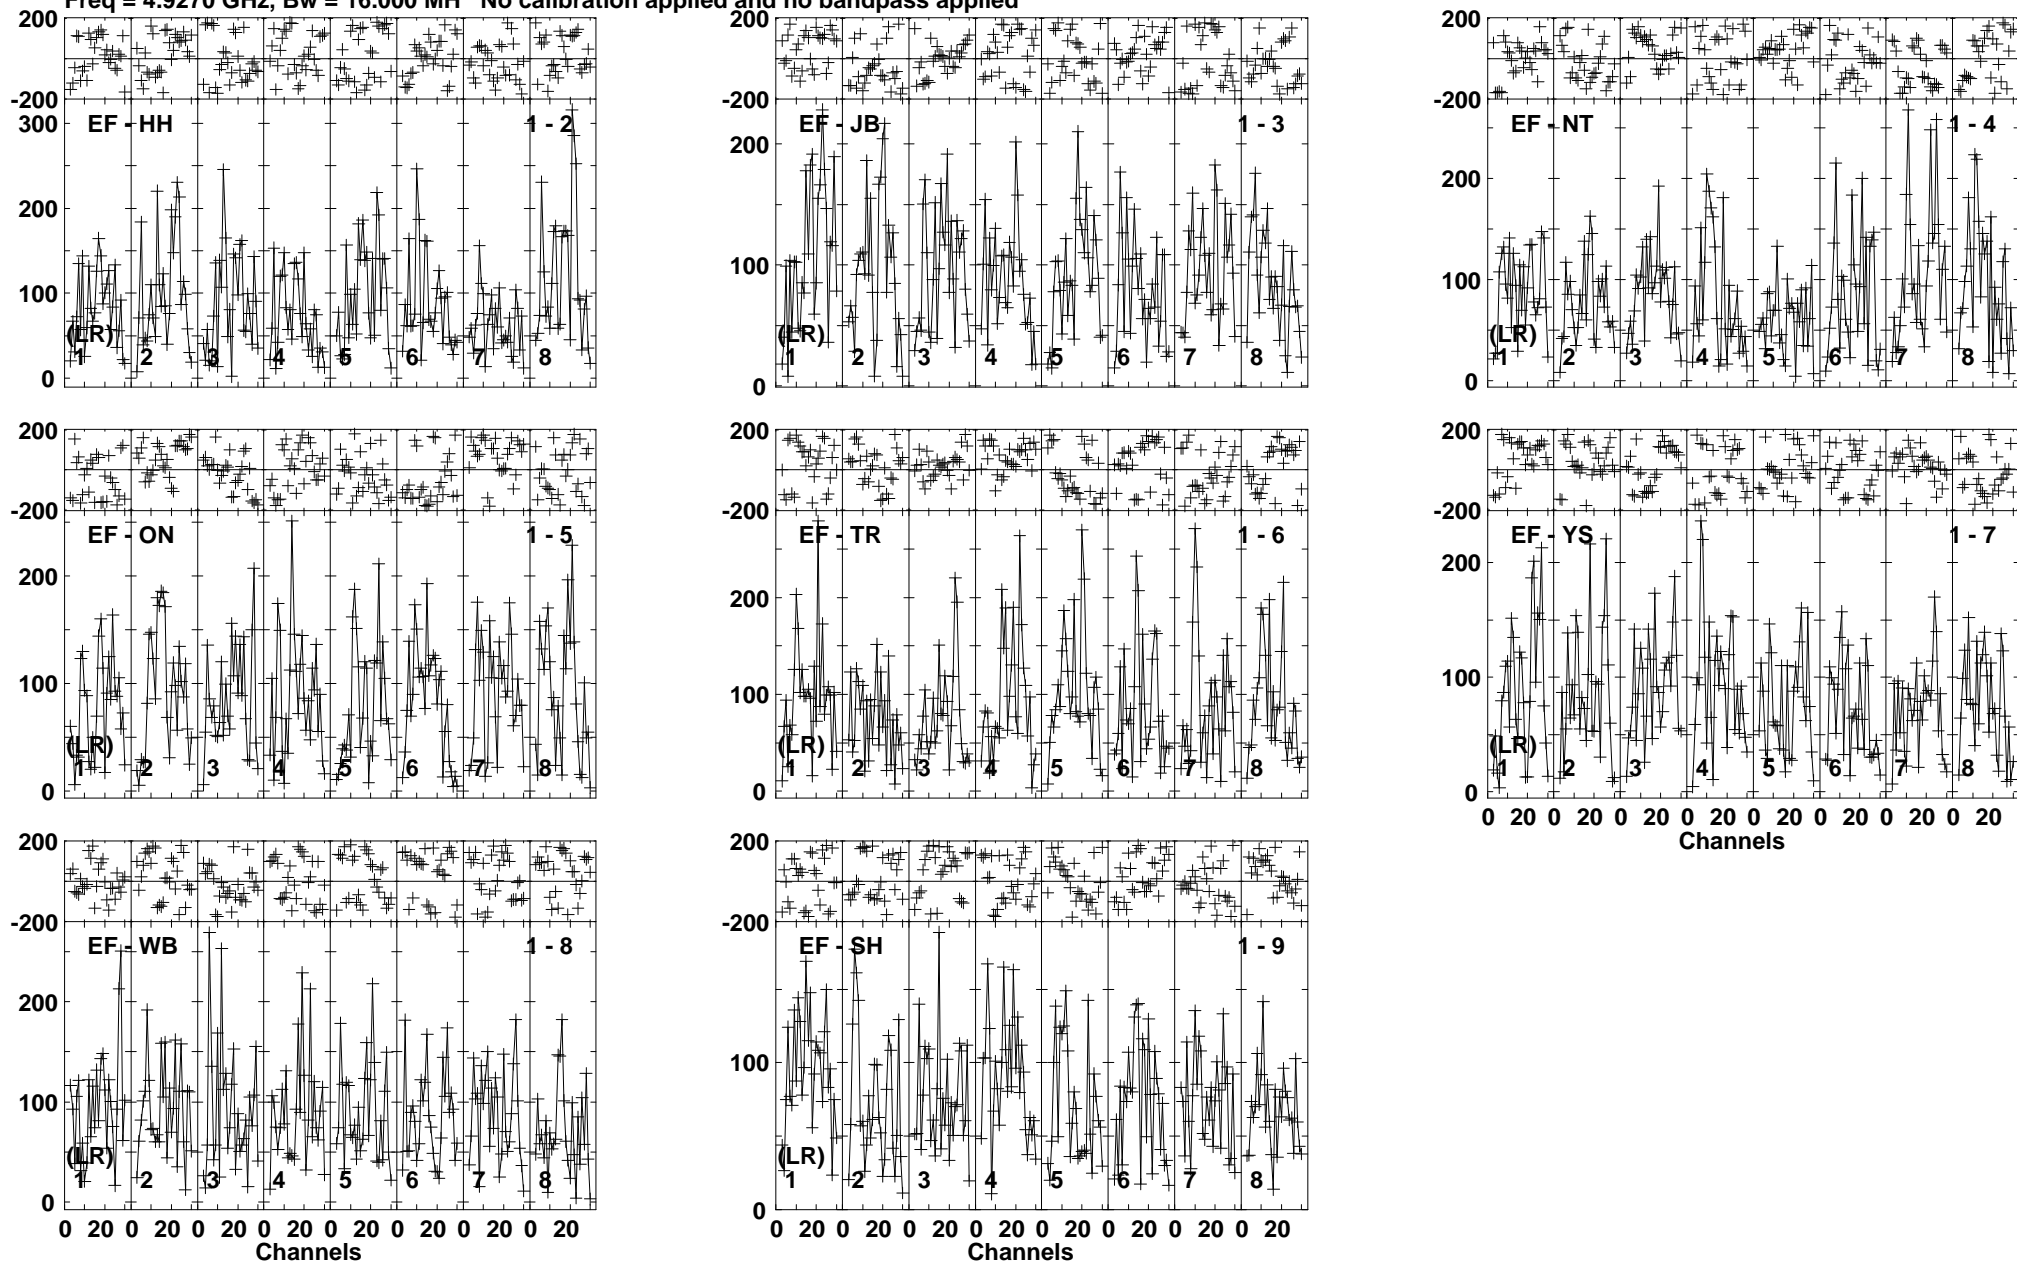 Freq = 4.9270 GHz, Bw = 16.000 MH No calibration applied and no bandpass applied
200
-200
300
200
100
0
EF - HH
1 - 2
(LR)
1 2 3 4 5 6 7 8
200
-200
200
100
0
EF - JB
1 - 3
(LR)
1 2 3 4 5 6 7 8
200
-200
200
100
0
EF - NT
1 - 4
(LR)
1 2 3 4 5 6 7 8
200
-200
200
100
0
EF - ON
1 - 5
(LR)
1 2 3 4 5 6 7 8
200
-200
200
100
0
EF - TR
1 - 6
(LR)
1 2 3 4 5 6 7 8
200
-200
200
100
0
EF - YS
1 - 7
(LR)
1 2 3 4 5 6 7 8
0 20 0 20 0 20 0 20 0 20 0 20 0 20 0 20
Channels
200
-200
200
100
0
EF - WB
1 - 8
(LR)
1 2 3 4 5 6 7 8
0 20 0 20 0 20 0 20 0 20 0 20 0 20 0 20
Channels
200
-200
100
0
EF - SH
1 - 9
(LR)
1 2 3 4 5 6 7 8
0 20 0 20 0 20 0 20 0 20 0 20 0 20 0 20
Channels